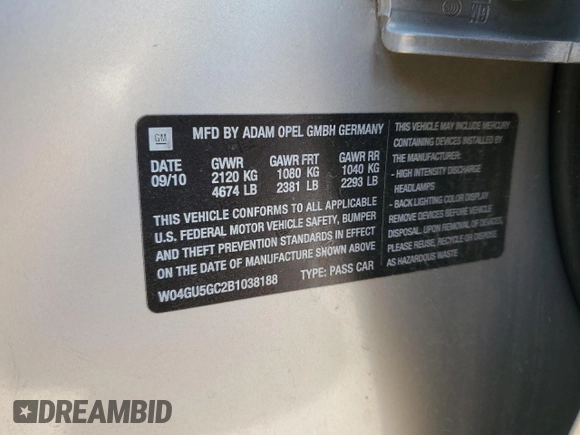 GM
MFD BY ADAM OPEL GMBH GERMANY
DATE GVWR GAWR FRT GAWR RR
09/10 2120 KG 1080 KG 1040 KG
4674 LB 2381 LB 2293 LB
THIS VEHICLE CONFORMS TO ALL APPLICABLE
U.S. FEDERAL MOTOR VEHICLE SAFETY, BUMPER
AND THEFT PREVENTION STANDARDS IN EFFECT
ON THE DATE OF MANUFACTURE SHOWN ABOVE
W04GU5GC2B1038188 TYPE: PASS CAR
THIS VEHICLE MAY INCLUDE MERCURY
CONTAINING DEVICES INSTALLED BY
THE MANUFACTURER:
- HIGH INTENSITY DISCHARGE
HEADLAMPS
- BACK LIGHTING COLOR DISPLAY
REMOVE DEVICES BEFORE VEHICLE
DISPOSAL. UPON REMOVAL OF DEVICES
PLEASE REUSE, RECYCLE OR DISPOSE
AS HAZARDOUS WASTE
DREAMBID